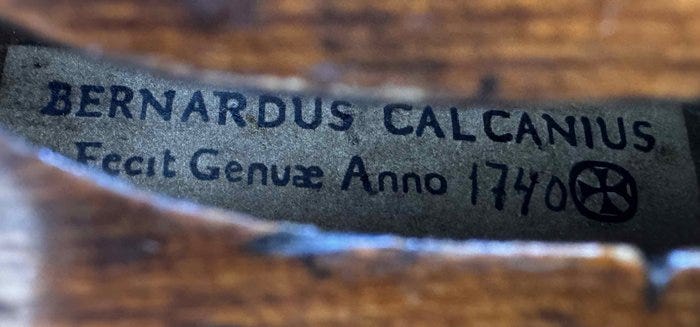 BERNARDUS CALCANIUS
Fecit Genuæ Anno 1740